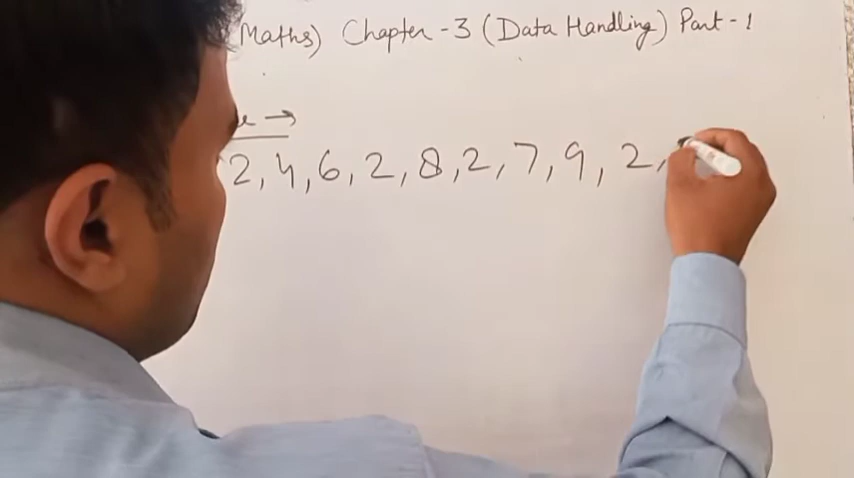 (Maths) Chapter - 3 (Data Handling) Part - 1
2, 4, 6, 2, 8, 2, 7, 9, 2,